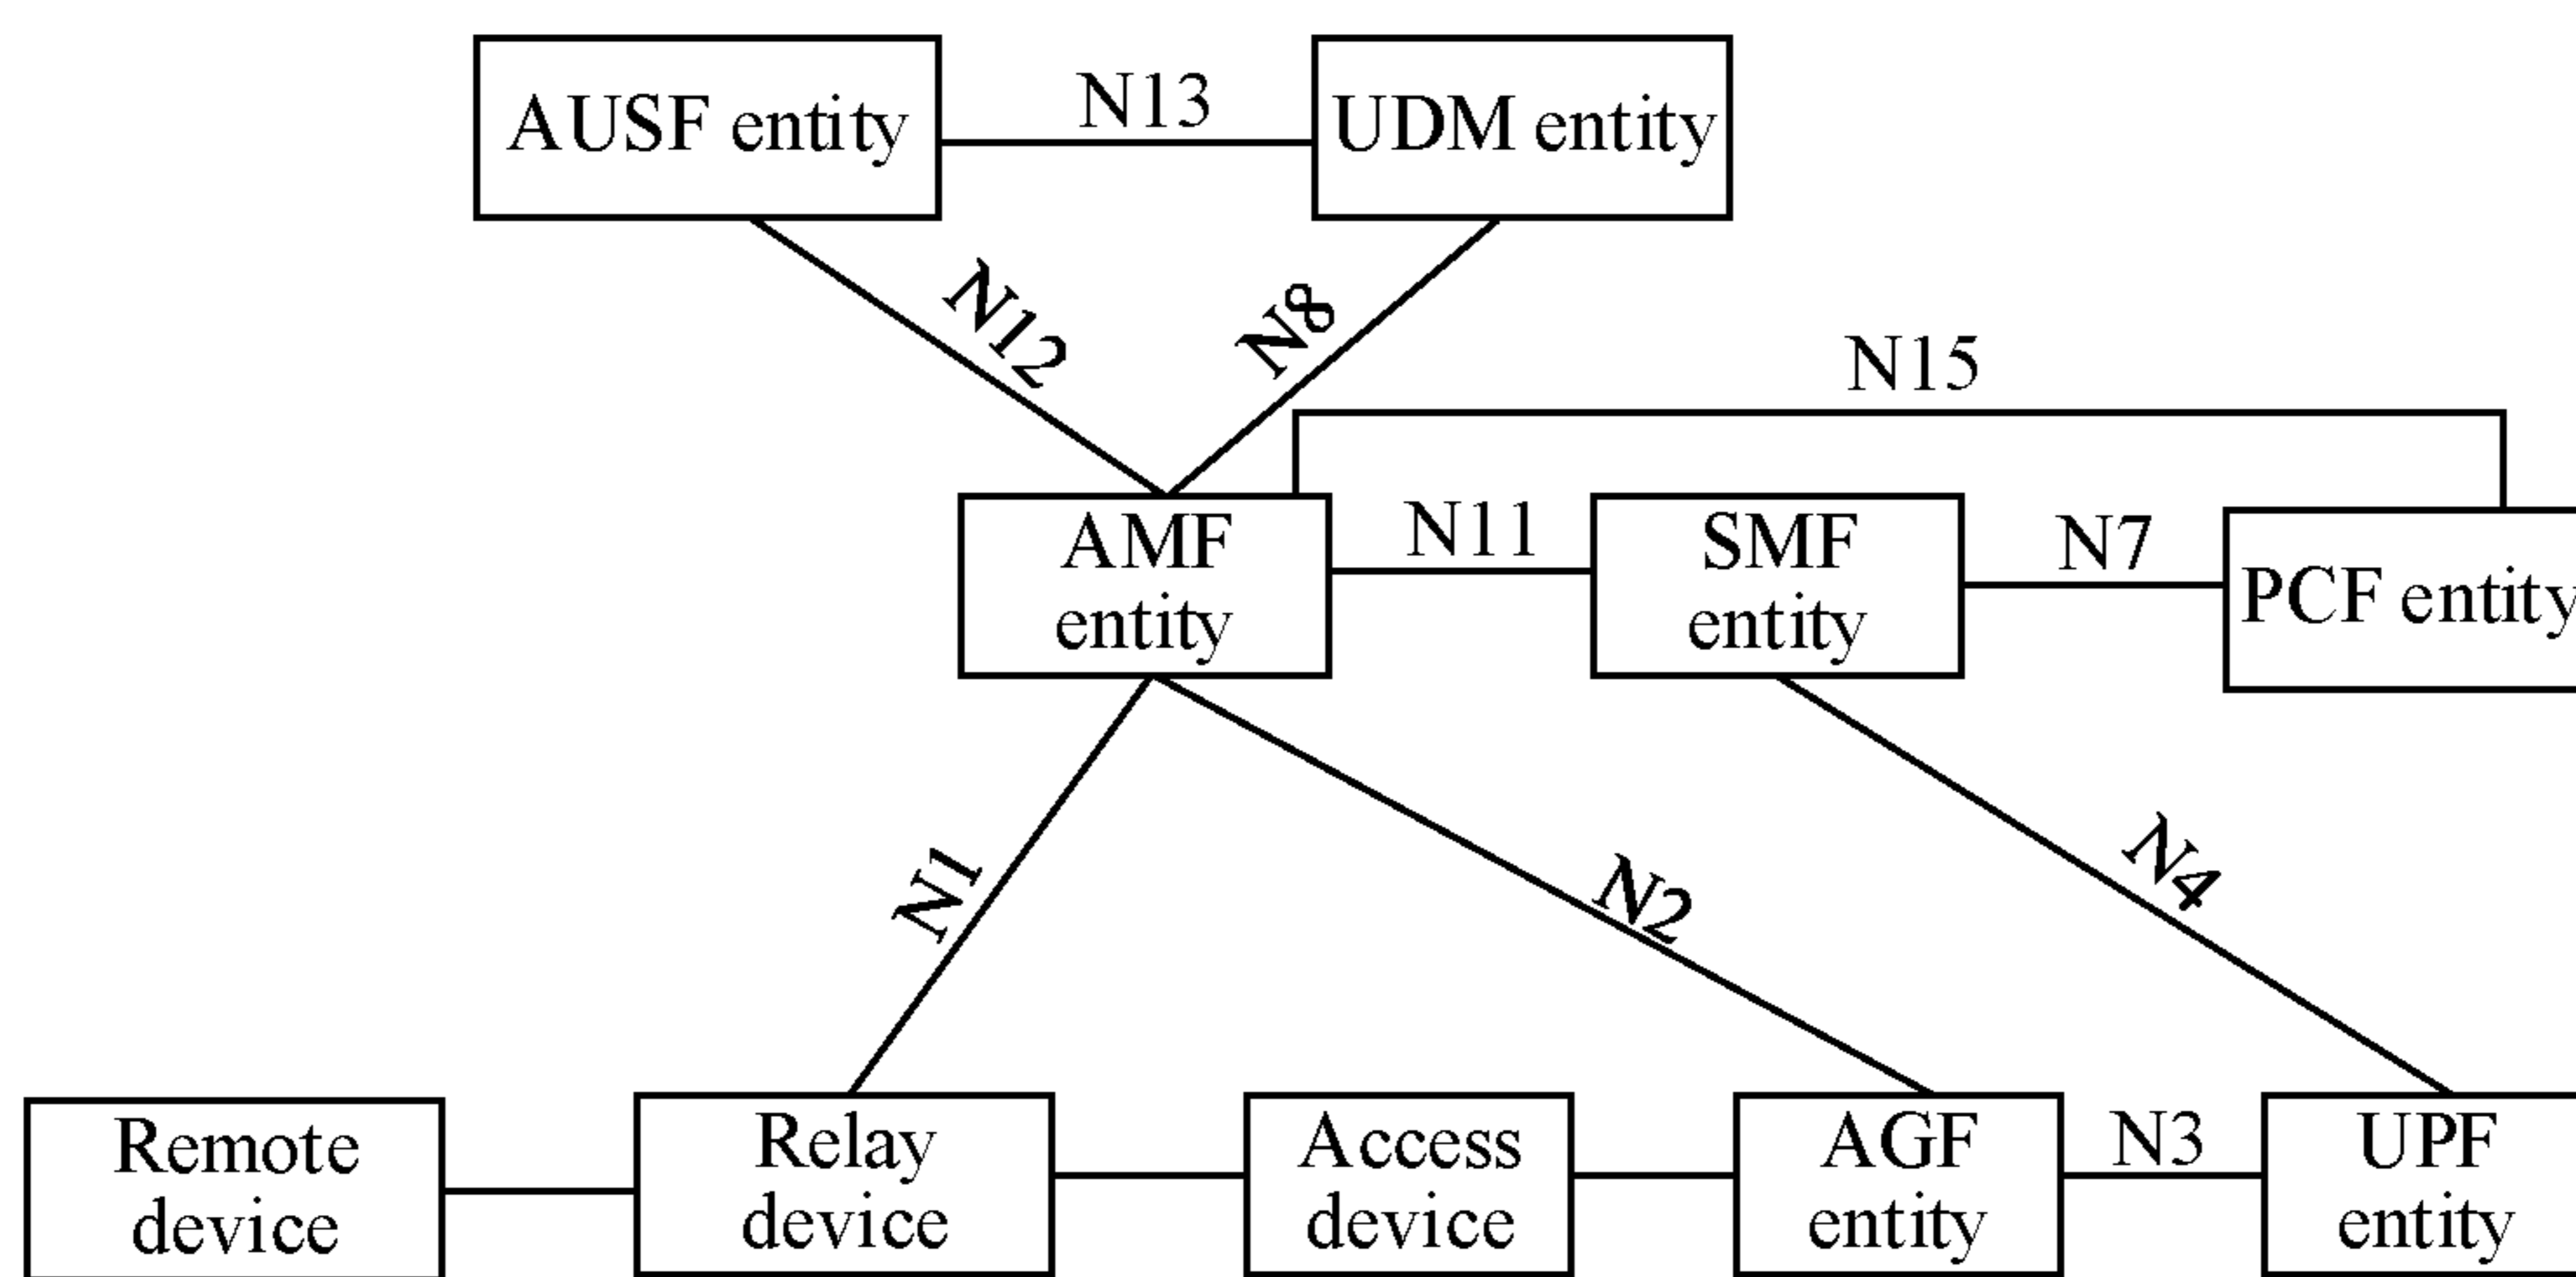 AUSF entity
N13
UDM entity
N12
N8
N15
AMF
entity
N11
SMF
entity
N7
PCF entity
N1
N2
N4
Remote
device
Relay
device
Access
device
AGF
entity
N3
UPF
entity